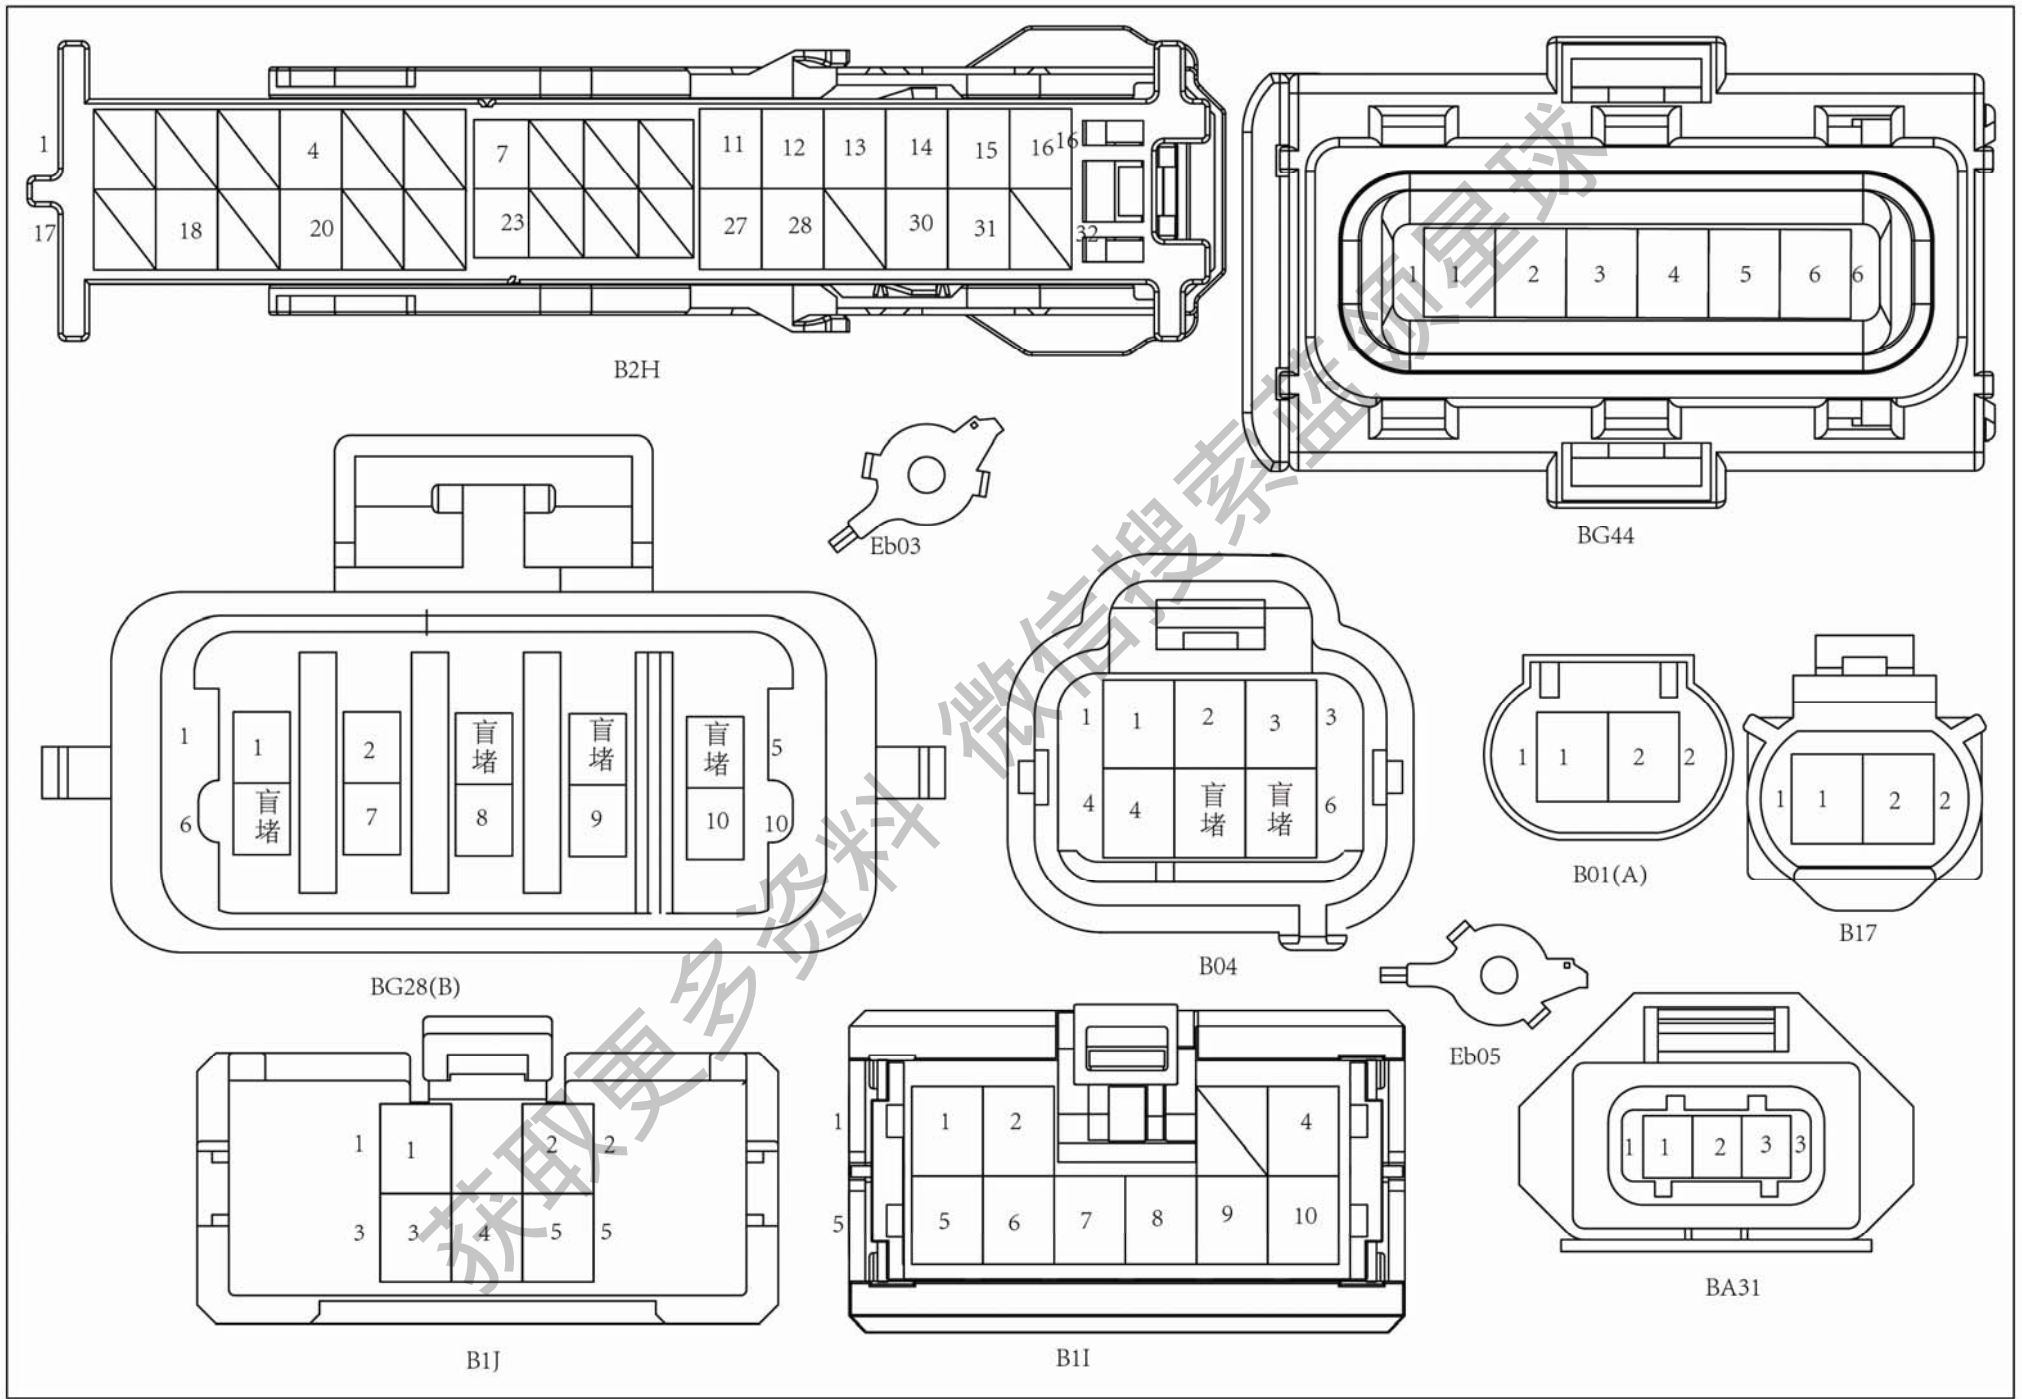 1 4 7 11 12 13 14 15 16 16
17 18 20 23 27 28 30 31 32
B2H
1 1 2 3 4 5 6 6
BG44
Eb03
1 1 2 盲堵 盲堵 盲堵 5
6 盲堵 7 8 9 10 10
BG28(B)
1 1 2 3 3
4 4 盲堵 盲堵 6
B04
1 1 2 2
B01(A)
1 1 2 2
B17
Eb05
1 1 2 2
3 3 4 5 5
B1J
1 1 2 4
5 5 6 7 8 9 10
B1I
1 1 2 3 3
BA31
获取更多资料 微信搜索蓝领星球